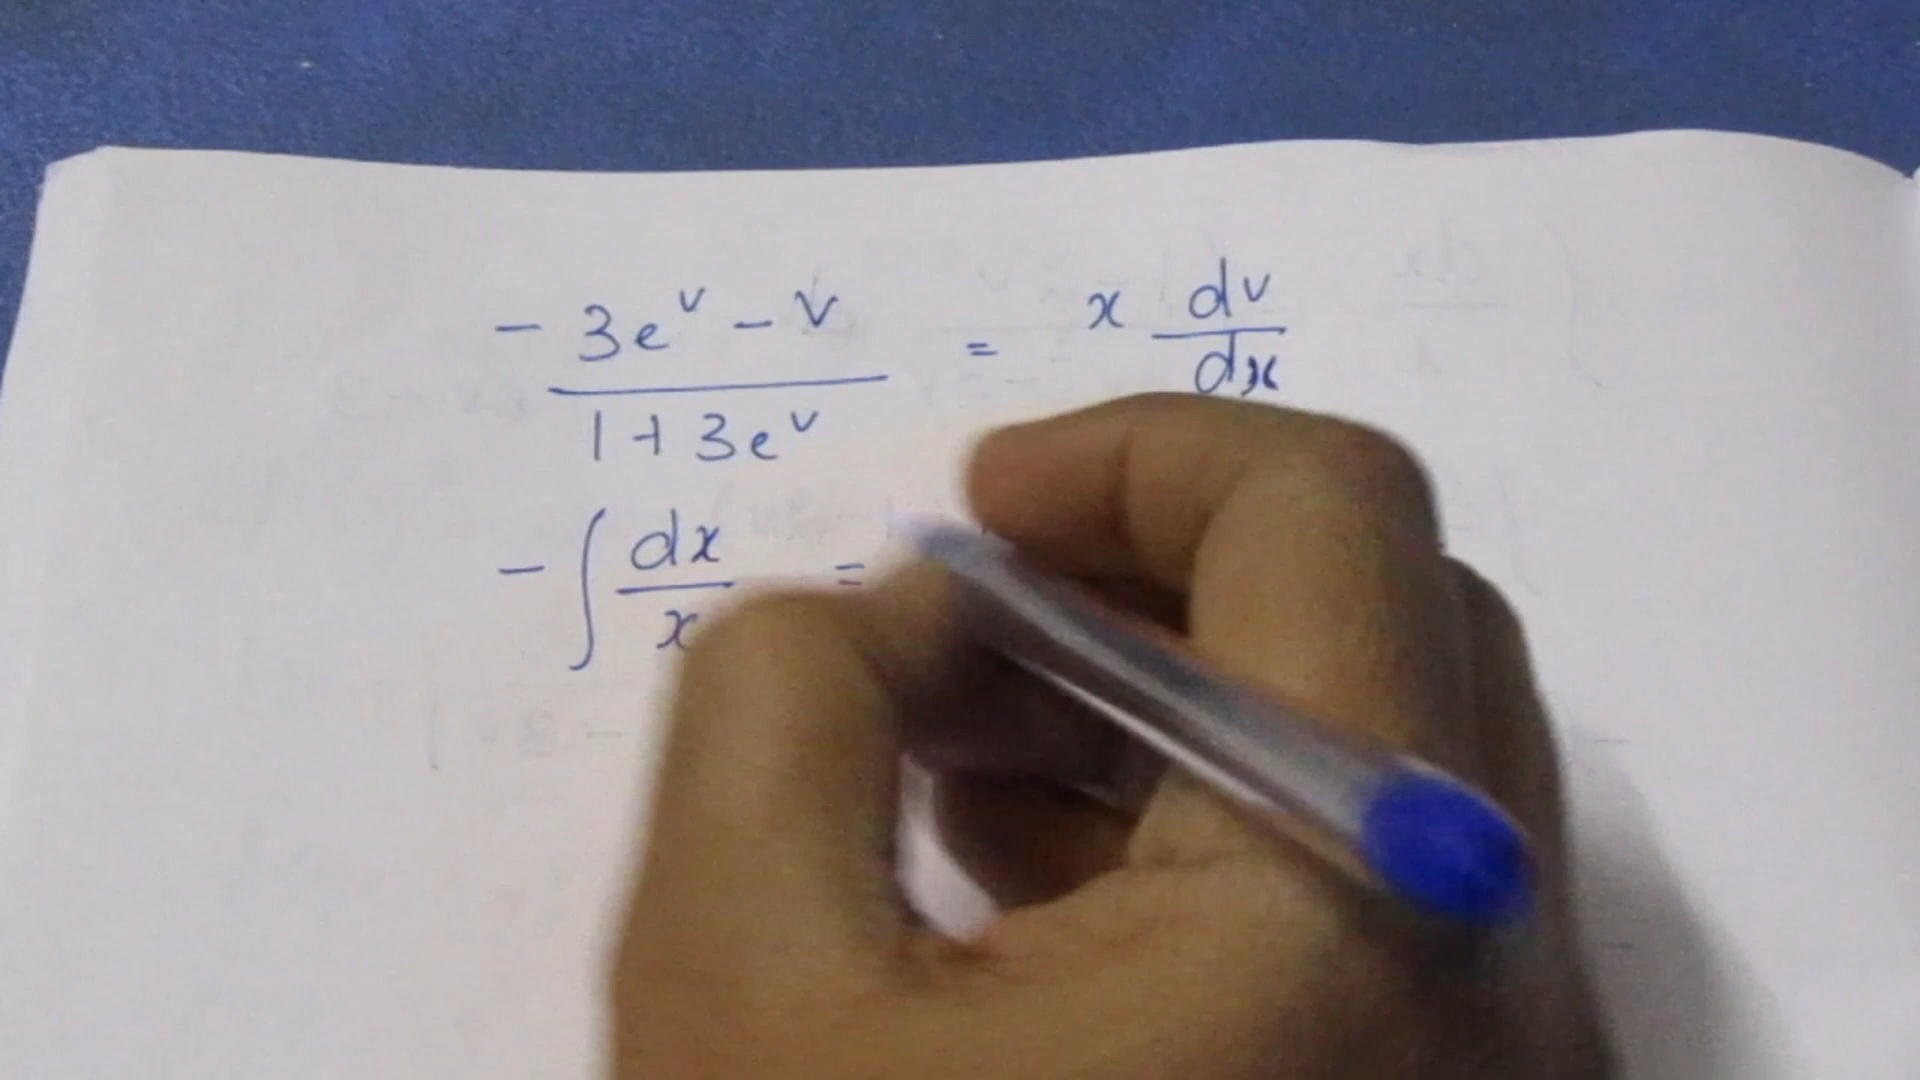 - 3e^v - v / 1 + 3e^v = x dv/dx
- ∫ dx/x =